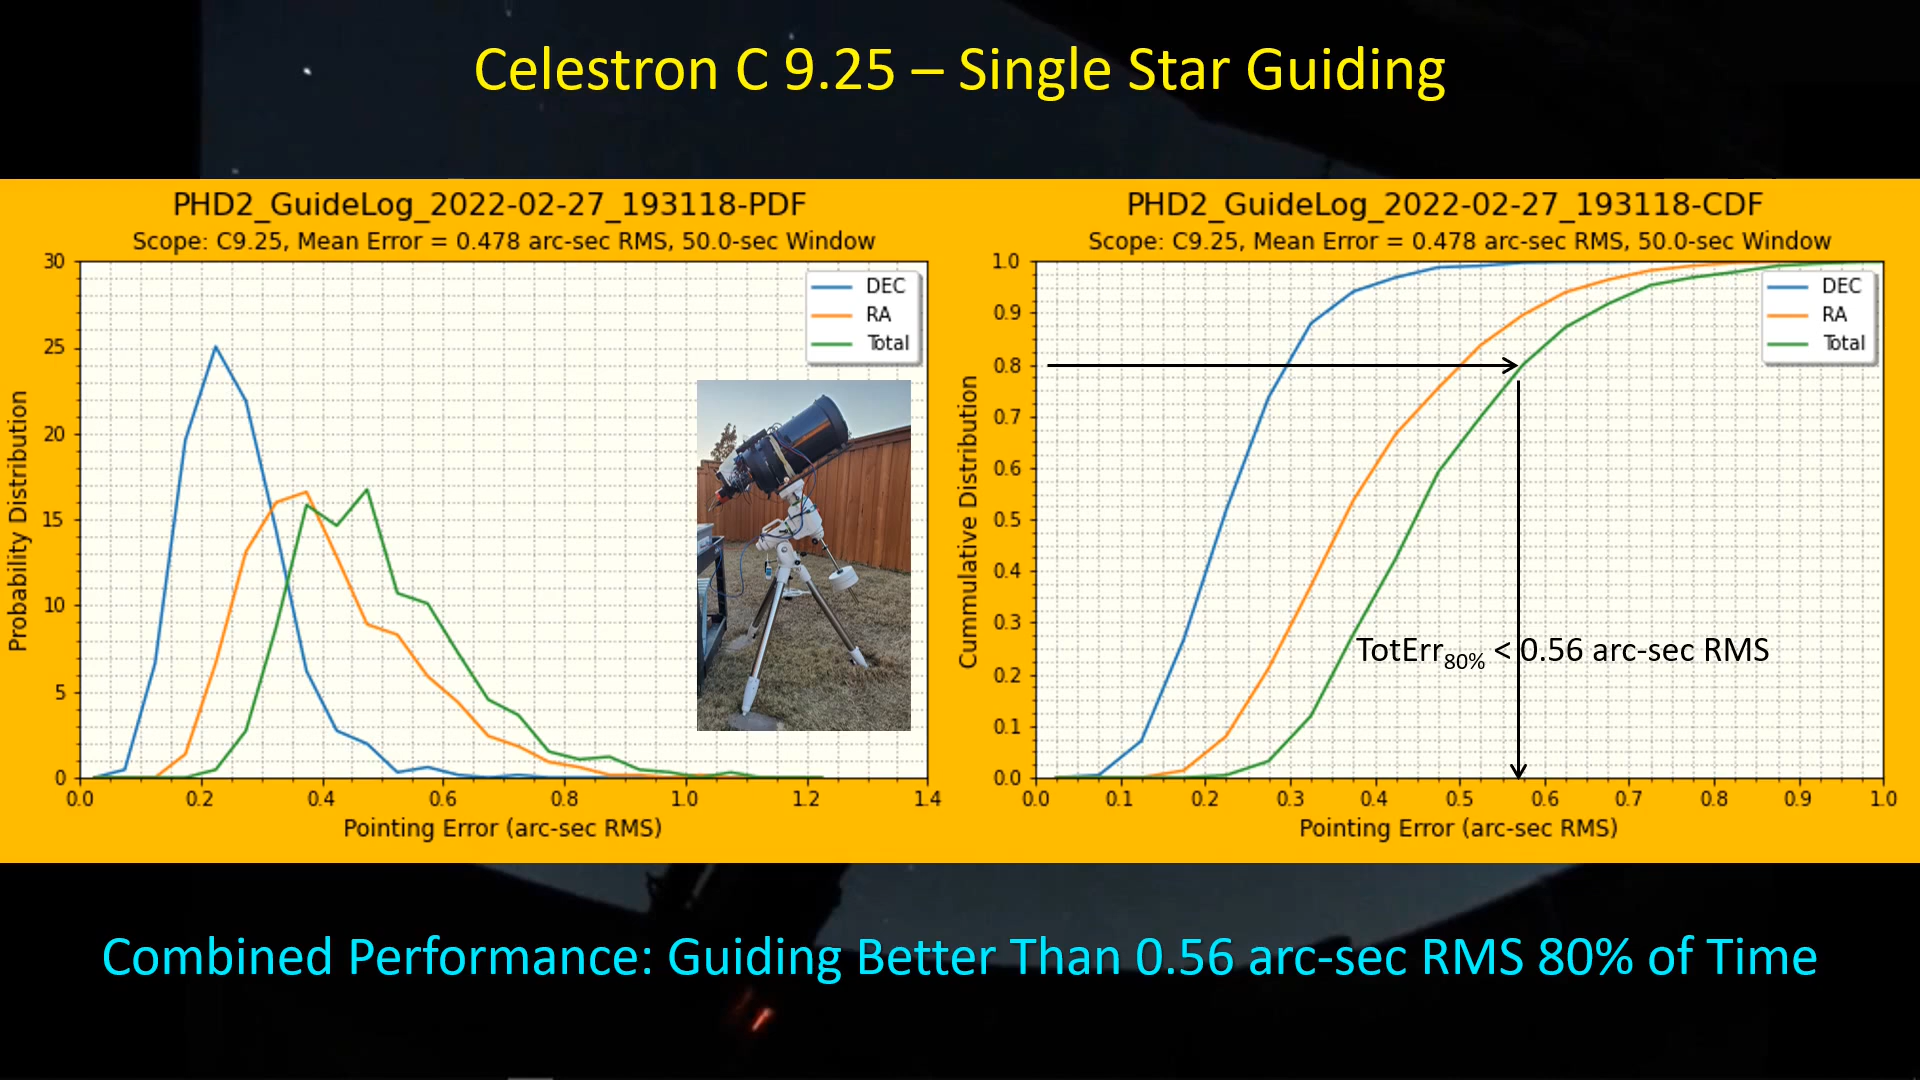 Celestron C 9.25 – Single Star Guiding
PHD2_GuideLog_2022-02-27_193118-PDF
Scope: C9.25, Mean Error = 0.478 arc-sec RMS, 50.0-sec Window
30
25
20
15
10
5
0
Probability Distribution
DEC
RA
Total
0.0 0.2 0.4 0.6 0.8 1.0 1.2 1.4
Pointing Error (arc-sec RMS)
PHD2_GuideLog_2022-02-27_193118-CDF
Scope: C9.25, Mean Error = 0.478 arc-sec RMS, 50.0-sec Window
1.0
0.9
0.8
0.7
0.6
0.5
0.4
0.3
0.2
0.1
0.0
Cummulative Distribution
DEC
RA
Total
TotErr80% < 0.56 arc-sec RMS
0.0 0.1 0.2 0.3 0.4 0.5 0.6 0.7 0.8 0.9 1.0
Pointing Error (arc-sec RMS)
Combined Performance: Guiding Better Than 0.56 arc-sec RMS 80% of Time